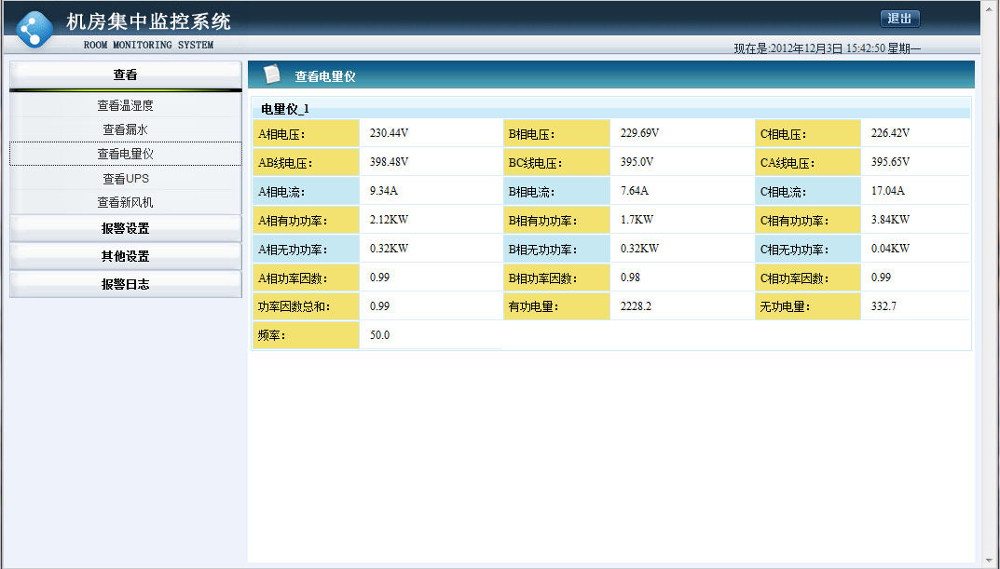 机房集中监控系统
退出
ROOM MONITORING SYSTEM
现在是:2012年12月3日 15:42:50 星期一
查看
查看温湿度
查看漏水
查看电量仪
查看UPS
查看新风机
报警设置
其他设置
报警日志
查看电量仪
电量仪_1
A相电压: 230.44V B相电压: 229.69V C相电压: 226.42V
AB线电压: 398.48V BC线电压: 395.0V CA线电压: 395.65V
A相电流: 9.34A B相电流: 7.64A C相电流: 17.04A
A相有功功率: 2.12KW B相有功功率: 1.7KW C相有功功率: 3.84KW
A相无功功率: 0.32KW B相无功功率: 0.32KW C相无功功率: 0.04KW
A相功率因数: 0.99 B相功率因数: 0.98 C相功率因数: 0.99
功率因数总和: 0.99 有功电量: 2228.2 无功电量: 332.7
频率: 50.0